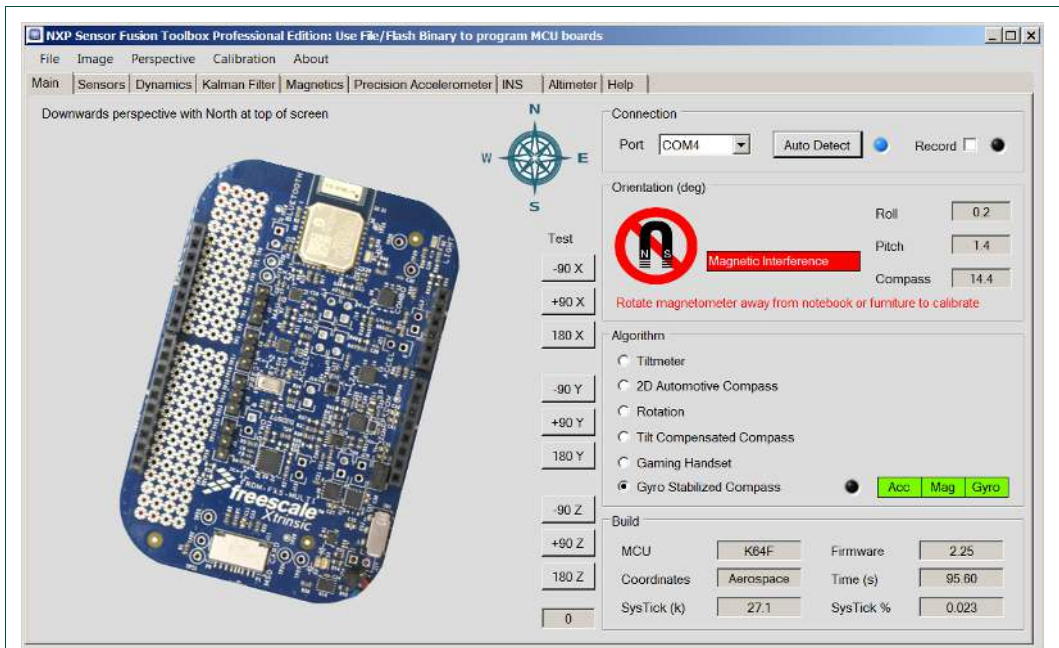 NXP Sensor Fusion Toolbox Professional Edition: Use File/Flash Binary to program MCU boards
File Image Perspective Calibration About
Main Sensors Dynamics Kalman Filter Magnetics Precision Accelerometer INS Altimeter Help
Downwards perspective with North at top of screen
N
W E
S
Test
-90 X
+90 X
180 X
-90 Y
+90 Y
180 Y
-90 Z
+90 Z
180 Z
0
BLUETOOTH
LIGHT
FRDM-FXS-MULTI
freescale
Xtrinsic
Connection
Port COM4 Auto Detect Record
Orientation (deg)
N S
Magnetic Interference
Roll 0.2
Pitch 1.4
Compass 14.4
Rotate magnetometer away from notebook or furniture to calibrate
Algorithm
Tiltmeter
2D Automotive Compass
Rotation
Tilt Compensated Compass
Gaming Handset
Gyro Stabilized Compass Acc Mag Gyro
Build
MCU K64F Firmware 2.25
Coordinates Aerospace Time (s) 95.60
SysTick (k) 27.1 SysTick % 0.023